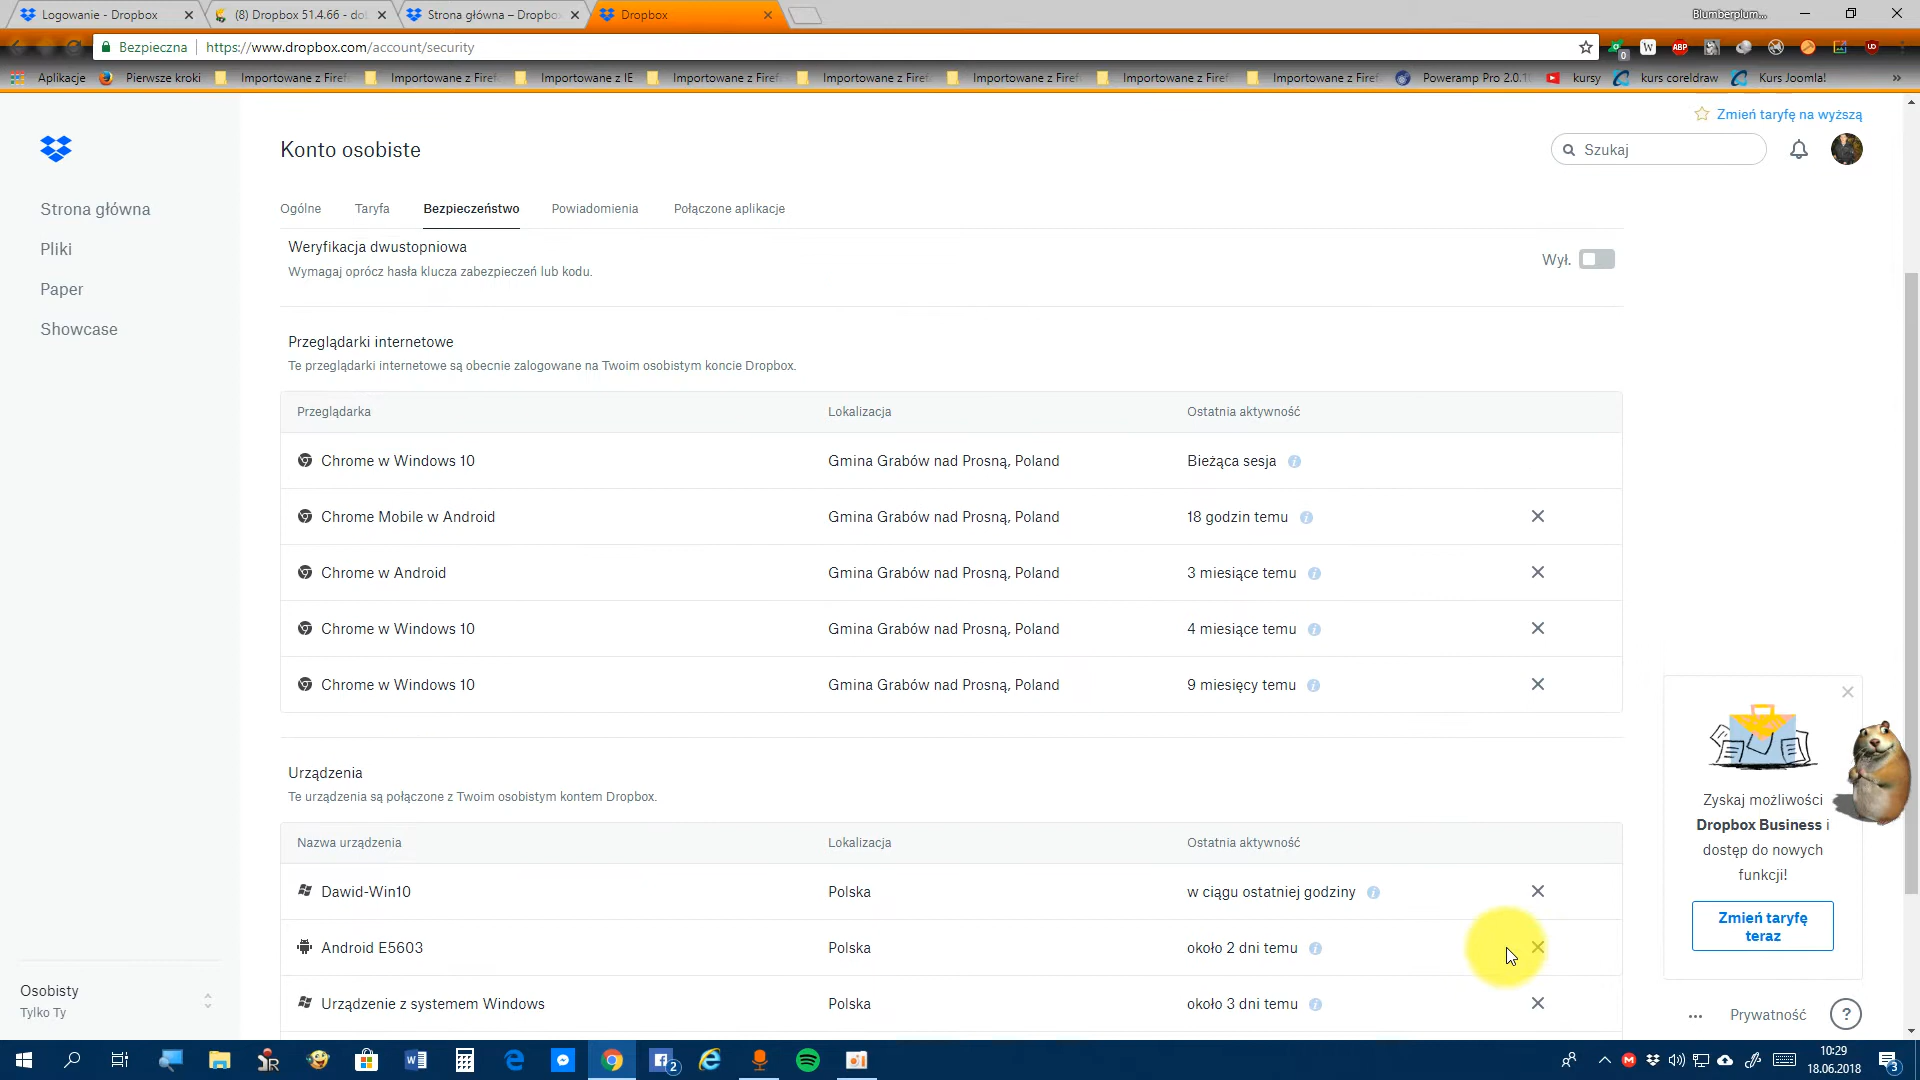 Logowanie - Dropbox
(8) Dropbox 51.4.66 - do
Strona główna – Dropbo
Dropbox
Blumberplum...
Bezpieczna
https://www.dropbox.com/account/security
0
W
ABP
Aplikacje
Pierwsze kroki
Importowane z Firef
Importowane z Firef
Importowane z IE
Importowane z Firef
Importowane z Firef
Importowane z Firef
Importowane z Firef
Importowane z Firef
Poweramp Pro 2.0.1
kursy
kurs coreldraw
Kurs Joomla!
»
Zmień taryfę na wyższą
Konto osobiste
Szukaj
Strona główna
Pliki
Paper
Showcase
Ogólne
Taryfa
Bezpieczeństwo
Powiadomienia
Połączone aplikacje
Weryfikacja dwustopniowa
Wymagaj oprócz hasła klucza zabezpieczeń lub kodu.
Wył.
Przeglądarki internetowe
Te przeglądarki internetowe są obecnie zalogowane na Twoim osobistym koncie Dropbox.
Przeglądarka Lokalizacja Ostatnia aktywność
Chrome w Windows 10 Gmina Grabów nad Prosną, Poland Bieżąca sesja
Chrome Mobile w Android Gmina Grabów nad Prosną, Poland 18 godzin temu
Chrome w Android Gmina Grabów nad Prosną, Poland 3 miesiące temu
Chrome w Windows 10 Gmina Grabów nad Prosną, Poland 4 miesiące temu
Chrome w Windows 10 Gmina Grabów nad Prosną, Poland 9 miesięcy temu
Urządzenia
Te urządzenia są połączone z Twoim osobistym kontem Dropbox.
Nazwa urządzenia Lokalizacja Ostatnia aktywność
Dawid-Win10 Polska w ciągu ostatniej godziny
Android E5603 Polska około 2 dni temu
Urządzenie z systemem Windows Polska około 3 dni temu
Zyskaj możliwości
Dropbox Business i
dostęp do nowych
funkcji!
Zmień taryfę
teraz
Osobisty
Tylko Ty
...
Prywatność
?
2
10:29
18.06.2018
3